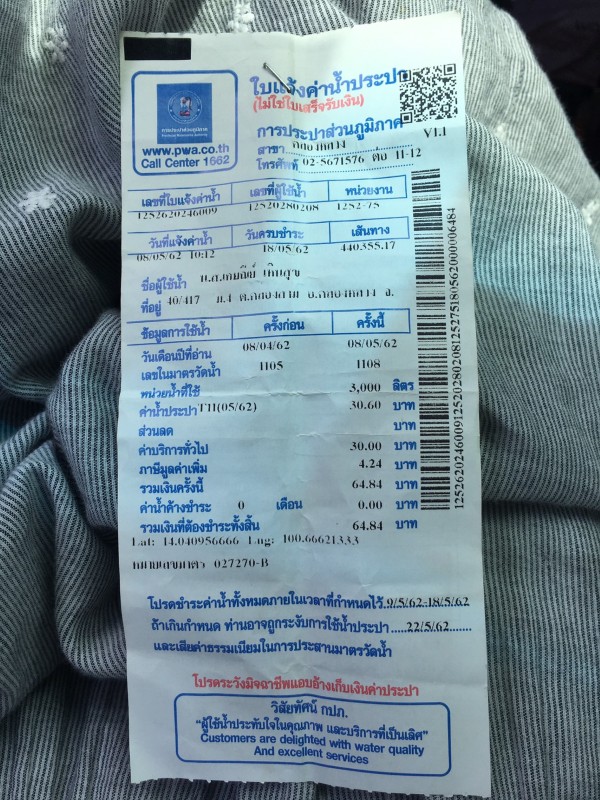 ใบแจ้งค่าน้ำประปา
(ไม่ใช่ใบเสร็จรับเงิน)
การประปาส่วนภูมิภาค V1.1
สาขา คลองหลวง
โทรศัพท์ 02-5671576 ต่อ 11-12
การประปาส่วนภูมิภาค
Provincial Waterworks Authority
www.pwa.co.th
Call Center 1662
เลขที่ใบแจ้งค่าน้ำ เลขที่ผู้ใช้น้ำ หน่วยงาน
1252620246009 12520280208 1252-75
วันที่แจ้งค่าน้ำ วันครบชำระ เส้นทาง
08/05/62 10:12 18/05/62 440355.17
ชื่อผู้ใช้น้ำ น.ส.
ที่อยู่ 40/417 ม.4 ต.คลองสาม อ.คลองหลวง จ.
ข้อมูลการใช้น้ำ ครั้งก่อน ครั้งนี้
วันเดือนปีที่อ่าน 08/04/62 08/05/62
เลขในมาตรวัดน้ำ 1105 1108
หน่วยน้ำที่ใช้ 3,000 ลิตร
ค่าน้ำประปา T11(05/62) 30.60 บาท
ส่วนลด บาท
ค่าบริการทั่วไป 30.00 บาท
ภาษีมูลค่าเพิ่ม 4.24 บาท
รวมเงินครั้งนี้ 64.84 บาท
ค่าน้ำค้างชำระ 0 เดือน 0.00 บาท
รวมเงินที่ต้องชำระทั้งสิ้น 64.84 บาท
Lat: 14.040956666 Lng: 100.66621333
หมายเลขมาตร 027270-B
โปรดชำระค่าน้ำทั้งหมดภายในเวลาที่กำหนดไว้ 9/5/62-18/5/62
ถ้าเกินกำหนด ท่านอาจถูกระงับการใช้น้ำประปา.....22/5/62.......
และเสียค่าธรรมเนียมในการประสานมาตรวัดน้ำ
โปรดระวังมิจฉาชีพแอบอ้างเก็บเงินค่าประปา
วิสัยทัศน์ กปภ.
"ผู้ใช้น้ำประทับใจในคุณภาพ และบริการที่เป็นเลิศ"
Customers are delighted with water quality
And excellent services